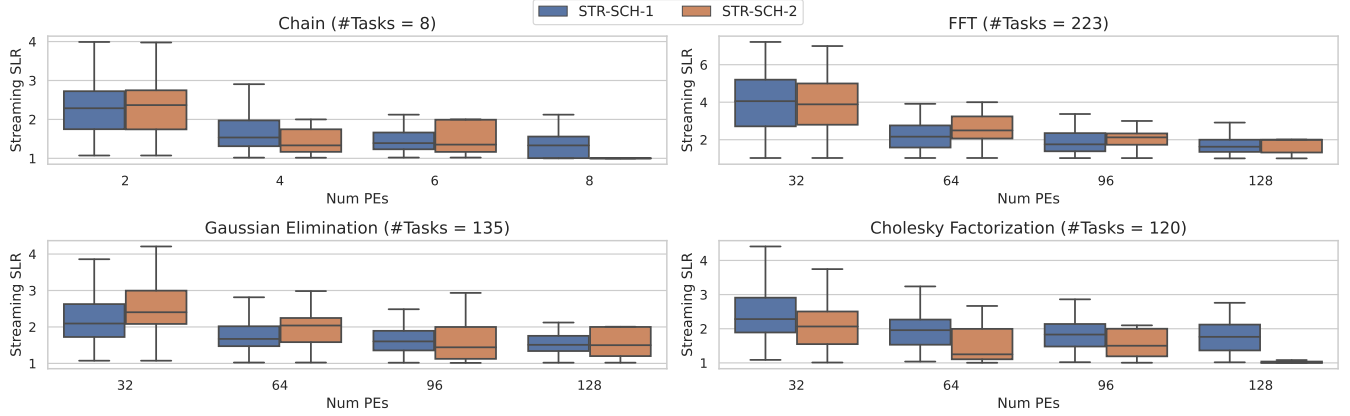 STR-SCH-1 STR-SCH-2
Chain (#Tasks = 8)
Streaming SLR
4
3
2
1
2 4 6 8
Num PEs
FFT (#Tasks = 223)
Streaming SLR
6
4
2
32 64 96 128
Num PEs
Gaussian Elimination (#Tasks = 135)
Streaming SLR
4
3
2
1
32 64 96 128
Num PEs
Cholesky Factorization (#Tasks = 120)
Streaming SLR
4
3
2
1
32 64 96 128
Num PEs